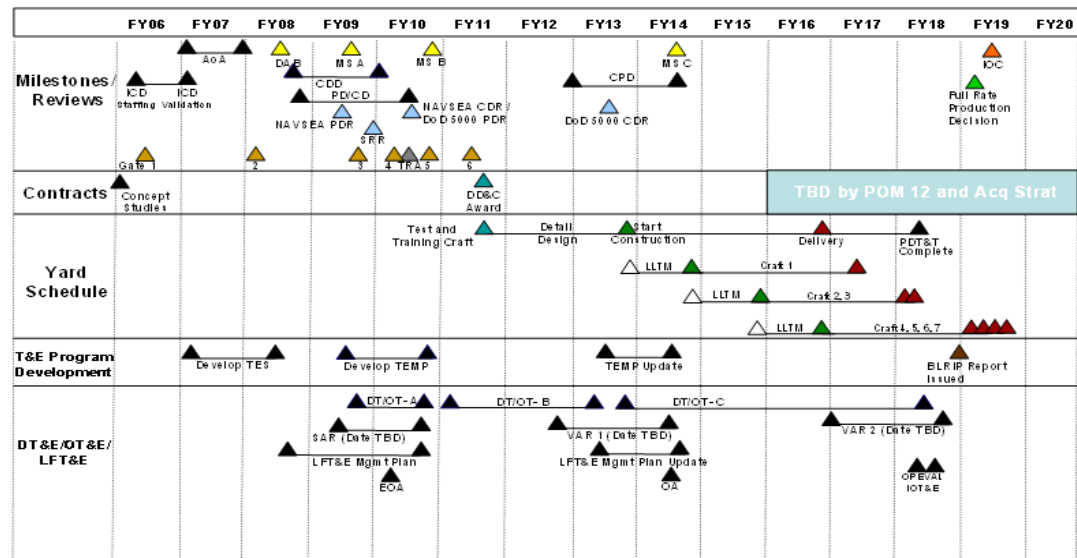 FY06 FY07 FY08 FY09 FY10 FY11 FY12 FY13 FY14 FY15 FY16 FY17 FY18 FY19 FY20
Milestones/
Reviews
AoA
DAB
MS A
MS B
MS C
IOC
ICD
Staffing
ICD
Validation
CDD
PD/CD
CPD
NAVSEA PDR
SRR
NAVSEA CDR/
DoD 5000 PDR
DoD 5000 CDR
Full Rate
Production
Decision
Gate 1 2 3 4 TRA 5 6
Contracts
Concept
Studies
DD&C
Award
TBD by POM 12 and Acq Strat
Yard
Schedule
Test and
Training Craft
Detail
Design
Start
Construction
Delivery
PDT&T
Complete
LLTM Craft 1
LLTM Craft 2,3
LLTM Craft 4, 5, 6, 7
T&E Program
Development
Develop TES
Develop TEMP
TEMP Update
BLRIP Report
Issued
DT&E/OT&E/
LFT&E
DT/OT-A DT/OT-B DT/OT-C
SAR (Date TBD)
VAR 1 (Date TBD)
VAR 2 (Date TBD)
LFT&E Mgmt Plan
LFT&E Mgmt Plan Update
EOA
OA
OPEVAL
IOT&E